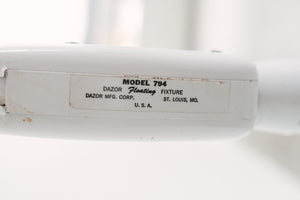 MODEL 794
DAZOR Floating FIXTURE
DAZOR MFG. CORP. ST. LOUIS, MO.
U. S. A.